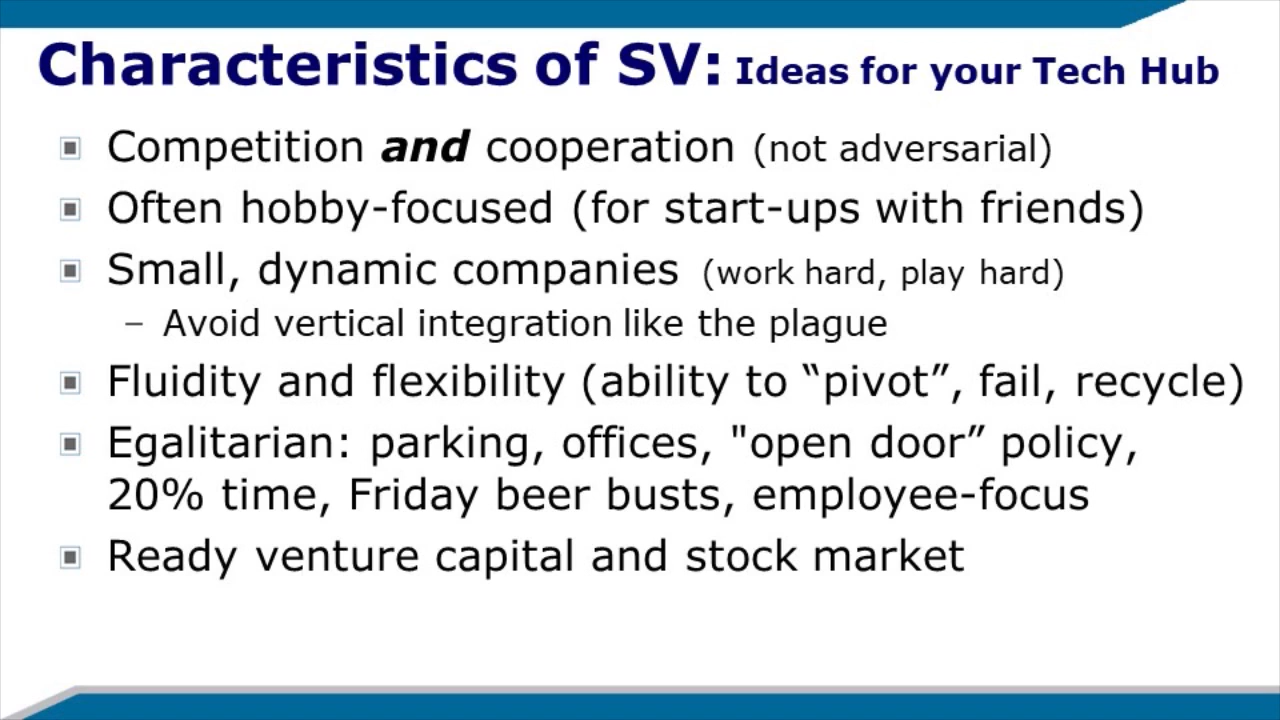 Characteristics of SV: Ideas for your Tech Hub
Competition and cooperation (not adversarial)
Often hobby-focused (for start-ups with friends)
Small, dynamic companies (work hard, play hard)
– Avoid vertical integration like the plague
Fluidity and flexibility (ability to “pivot”, fail, recycle)
Egalitarian: parking, offices, "open door” policy,
20% time, Friday beer busts, employee-focus
Ready venture capital and stock market